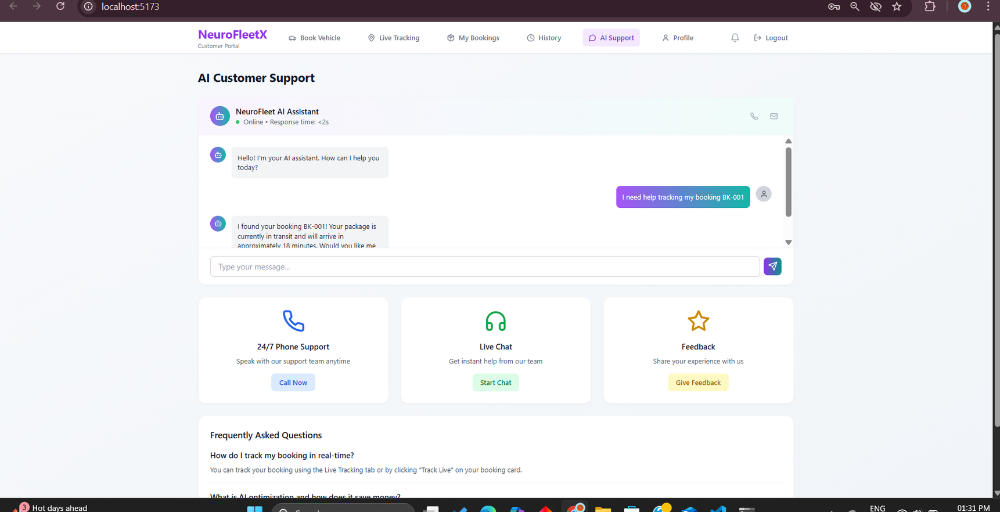 localhost:5173
NeuroFleetX
Customer Portal
Book Vehicle
Live Tracking
My Bookings
History
AI Support
Profile
Logout
AI Customer Support
NeuroFleet AI Assistant
Online • Response time: <2s
Hello! I'm your AI assistant. How can I help you
today?
I need help tracking my booking BK-001
I found your booking BK-001! Your package is
currently in transit and will arrive in
approximately 18 minutes. Would you like me
Type your message...
24/7 Phone Support
Speak with our support team anytime
Call Now
Live Chat
Get instant help from our team
Start Chat
Feedback
Share your experience with us
Give Feedback
Frequently Asked Questions
How do I track my booking in real-time?
You can track your booking using the Live Tracking tab or by clicking "Track Live" on your booking card.
What is AI optimization and how does it save money?
3
Hot days ahead
ENG
01:31 PM